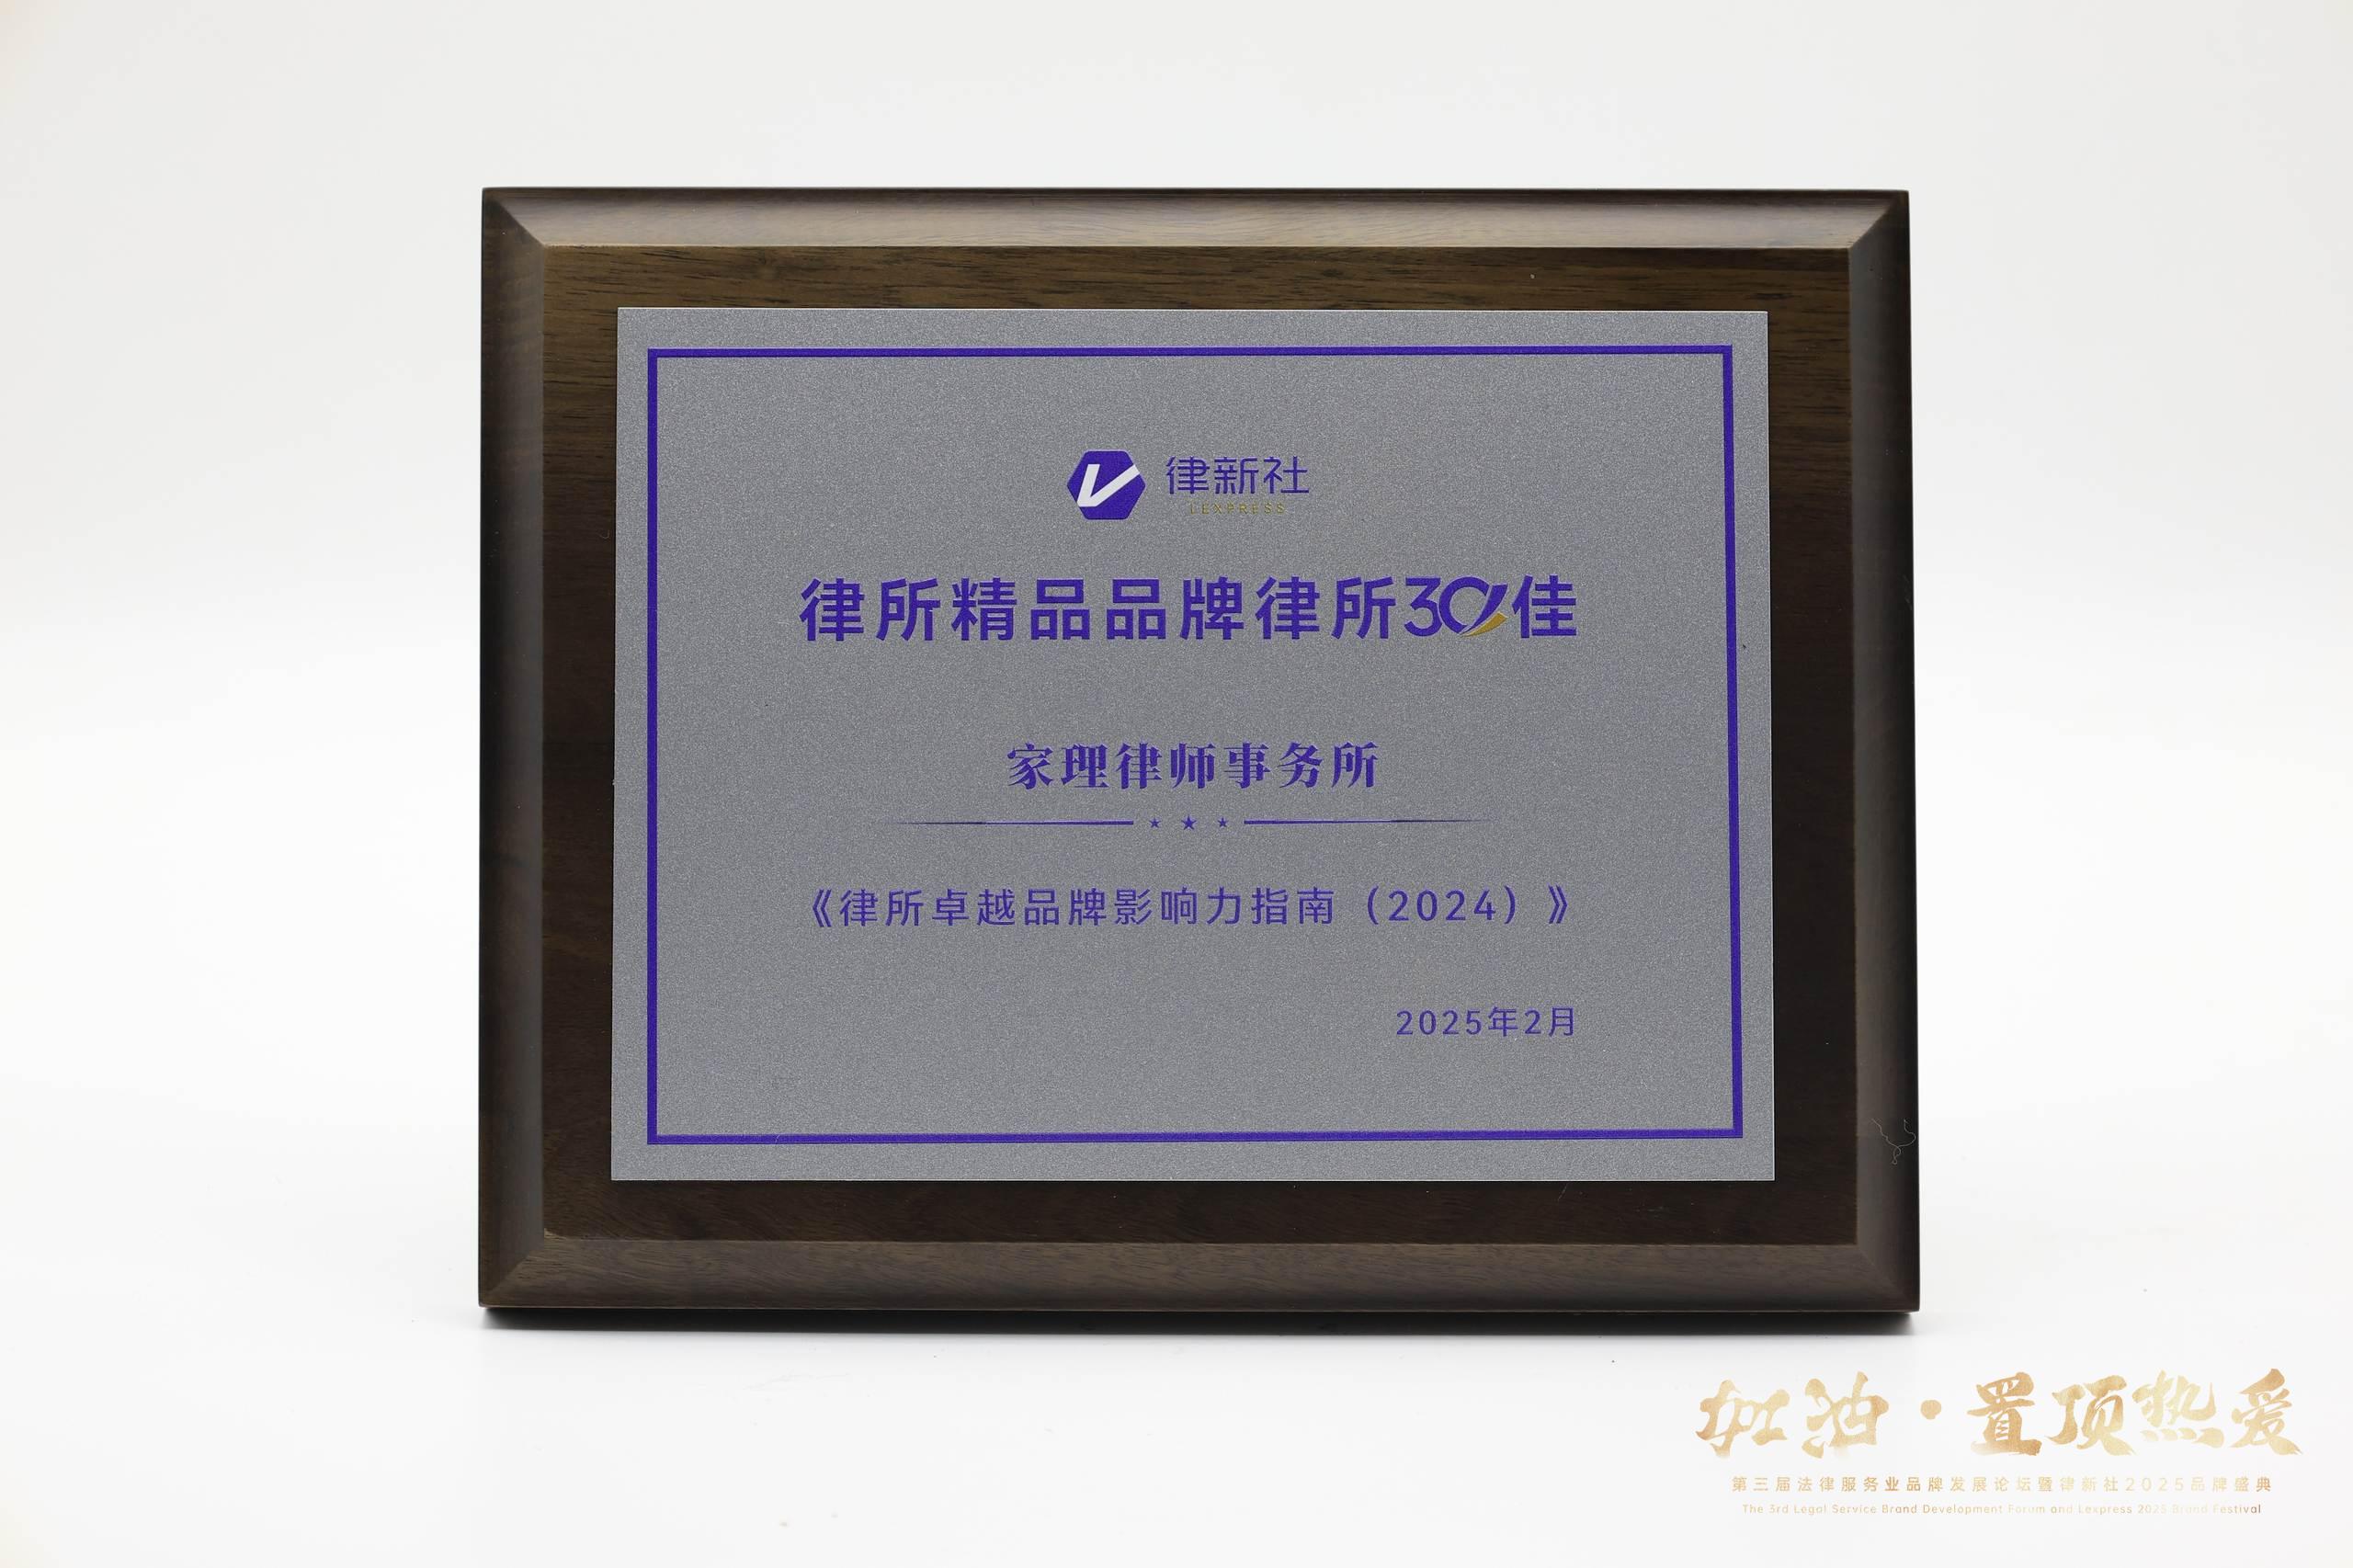 律新社
LEXPRESS
律所精品品牌律所30佳
家理律师事务所
《律所卓越品牌影响力指南（2024）》
2025年2月
加油·置顶热爱
第三届法律服务业品牌发展论坛暨律新社2025品牌盛典
The 3rd Legal Service Brand Development Forum and Lexpress 2025 Brand Festival